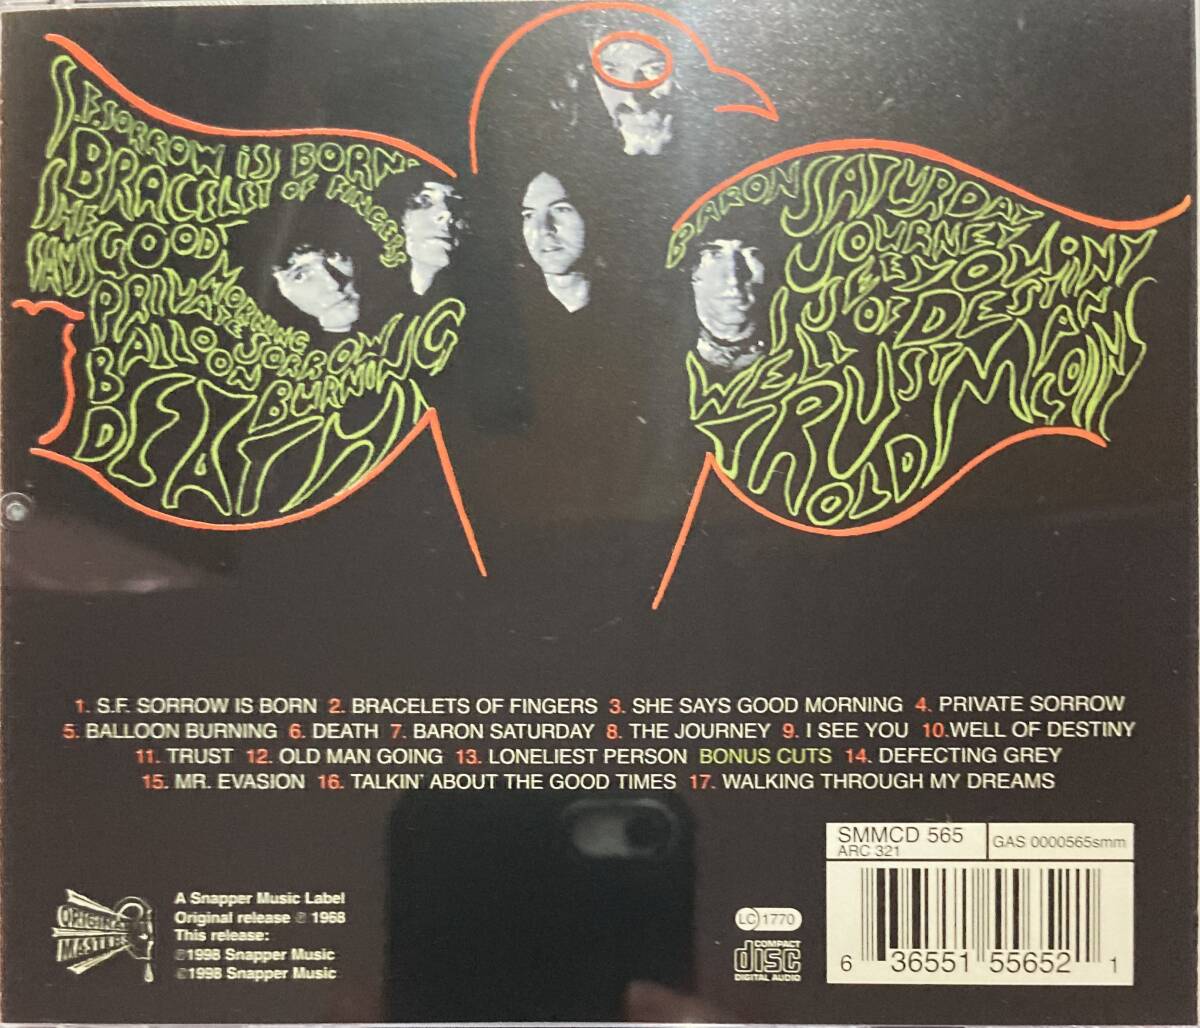 S.F. SORROW iS BORN
BRACELET OF FINGERS
SHE SAYS
GOOD
MORNING
PRIVATE
SORROW
BALLOON
BURNING
DEATH
BARON SATURDAY
JOURNEY
I SEE YOU
WELL OF DESTINY
TRUST
OLD MAN GOING
1. S.F. SORROW IS BORN 2. BRACELETS OF FINGERS 3. SHE SAYS GOOD MORNING 4. PRIVATE SORROW
5. BALLOON BURNING 6. DEATH 7. BARON SATURDAY 8. THE JOURNEY 9. I SEE YOU 10.WELL OF DESTINY
11. TRUST 12. OLD MAN GOING 13. LONELIEST PERSON BONUS CUTS 14. DEFECTING GREY
15. MR. EVASION 16. TALKIN' ABOUT THE GOOD TIMES 17. WALKING THROUGH MY DREAMS
SMMCD 565
ARC 321
GAS 0000565smm
ORIGINAL
MASTERS
A Snapper Music Label
Original release ℗ 1968
This release:
℗1998 Snapper Music
©1998 Snapper Music
LC 1770
COMPACT
disc
DIGITAL AUDIO
6 36551 55652 1